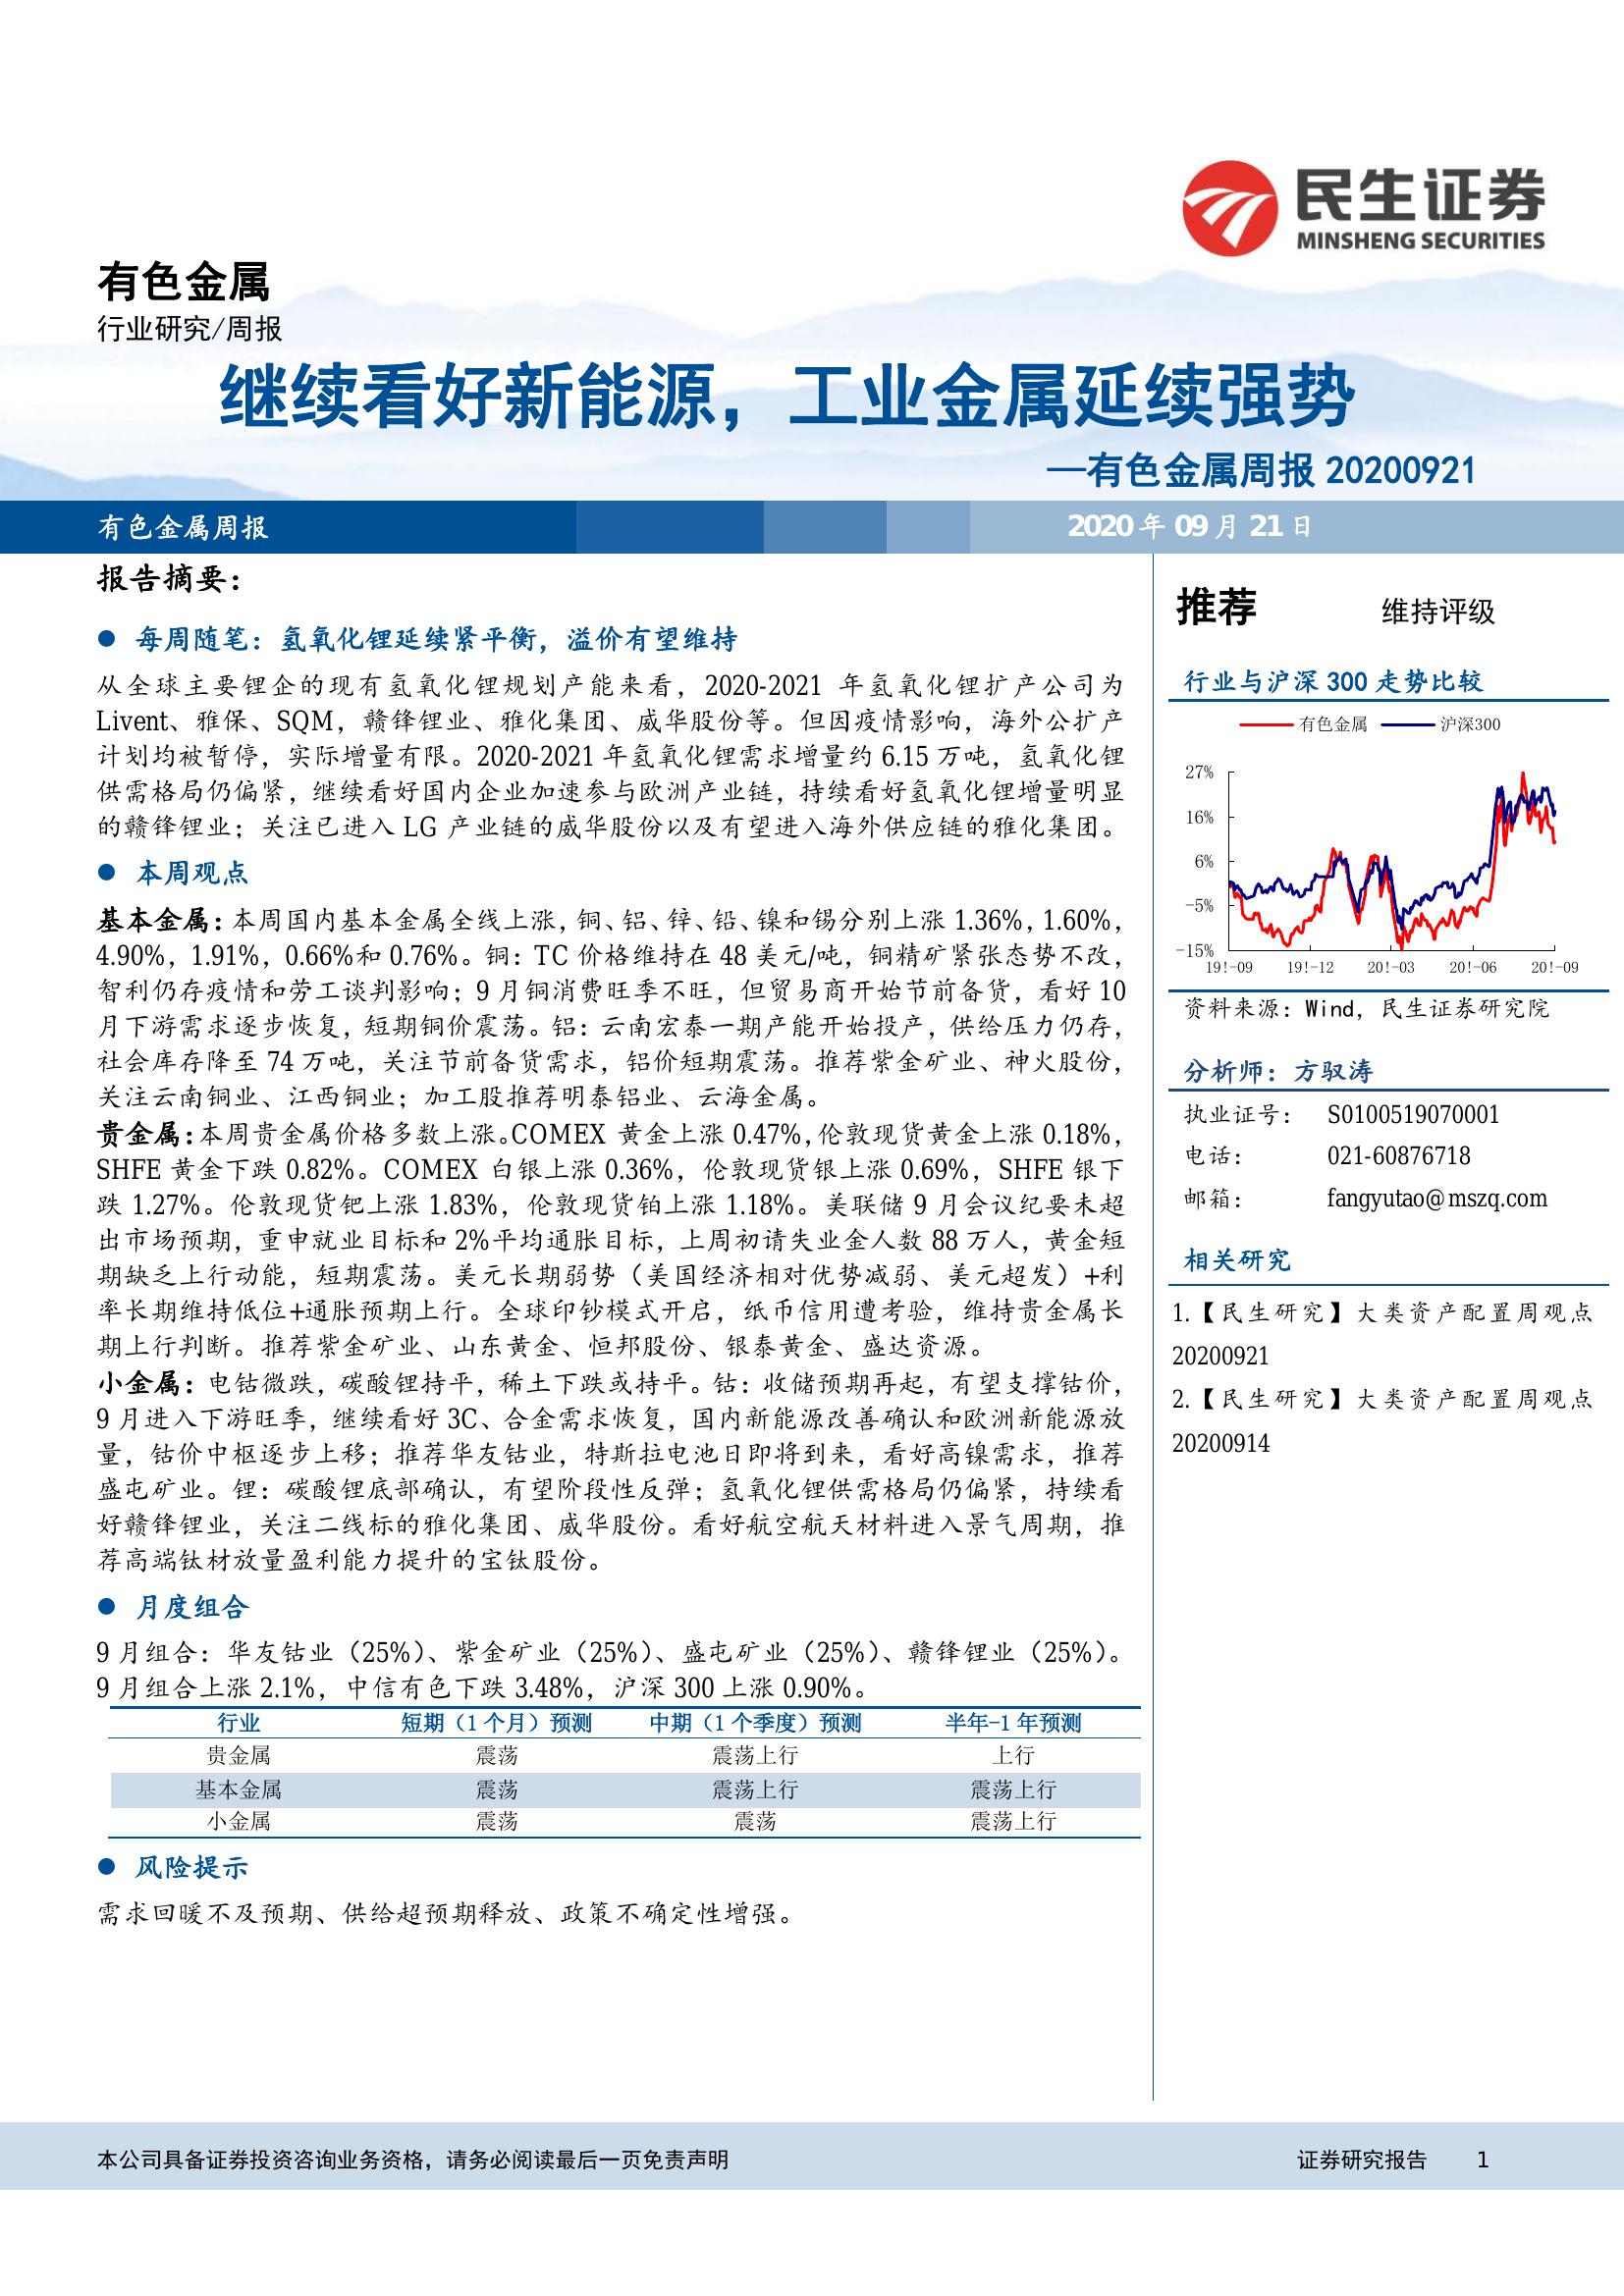 民生证券
MINSHENG SECURITIES
有色金属
行业研究/周报
继续看好新能源，工业金属延续强势
—有色金属周报 20200921
有色金属周报
2020 年 09 月 21 日
报告摘要：
● 每周随笔：氢氧化锂延续紧平衡，溢价有望维持
从全球主要锂企的现有氢氧化锂规划产能来看，2020-2021 年氢氧化锂扩产公司为
Livent、雅保、SQM，赣锋锂业、雅化集团、威华股份等。但因疫情影响，海外公扩产
计划均被暂停，实际增量有限。2020-2021 年氢氧化锂需求增量约 6.15 万吨，氢氧化锂
供需格局仍偏紧，继续看好国内企业加速参与欧洲产业链，持续看好氢氧化锂增量明显
的赣锋锂业；关注已进入 LG 产业链的威华股份以及有望进入海外供应链的雅化集团。
● 本周观点
基本金属：本周国内基本金属全线上涨，铜、铝、锌、铅、镍和锡分别上涨 1.36%，1.60%，
4.90%，1.91%，0.66%和 0.76%。铜：TC 价格维持在 48 美元/吨，铜精矿紧张态势不改，
智利仍存疫情和劳工谈判影响；9 月铜消费旺季不旺，但贸易商开始节前备货，看好 10
月下游需求逐步恢复，短期铜价震荡。铝：云南宏泰一期产能开始投产，供给压力仍存，
社会库存降至 74 万吨，关注节前备货需求，铝价短期震荡。推荐紫金矿业、神火股份，
关注云南铜业、江西铜业；加工股推荐明泰铝业、云海金属。
贵金属：本周贵金属价格多数上涨。COMEX 黄金上涨 0.47%，伦敦现货黄金上涨 0.18%，
SHFE 黄金下跌 0.82%。COMEX 白银上涨 0.36%，伦敦现货银上涨 0.69%，SHFE 银下
跌 1.27%。伦敦现货钯上涨 1.83%，伦敦现货铂上涨 1.18%。美联储 9 月会议纪要未超
出市场预期，重申就业目标和 2%平均通胀目标，上周初请失业金人数 88 万人，黄金短
期缺乏上行动能，短期震荡。美元长期弱势（美国经济相对优势减弱、美元超发）+利
率长期维持低位+通胀预期上行。全球印钞模式开启，纸币信用遭考验，维持贵金属长
期上行判断。推荐紫金矿业、山东黄金、恒邦股份、银泰黄金、盛达资源。
小金属：电钴微跌，碳酸锂持平，稀土下跌或持平。钴：收储预期再起，有望支撑钴价，
9 月进入下游旺季，继续看好 3C、合金需求恢复，国内新能源改善确认和欧洲新能源放
量，钴价中枢逐步上移；推荐华友钴业，特斯拉电池日即将到来，看好高镍需求，推荐
盛屯矿业。锂：碳酸锂底部确认，有望阶段性反弹；氢氧化锂供需格局仍偏紧，持续看
好赣锋锂业，关注二线标的雅化集团、威华股份。看好航空航天材料进入景气周期，推
荐高端钛材放量盈利能力提升的宝钛股份。
● 月度组合
9 月组合：华友钴业（25%）、紫金矿业（25%）、盛屯矿业（25%）、赣锋锂业（25%）。
9 月组合上涨 2.1%，中信有色下跌 3.48%，沪深 300 上涨 0.90%。
行业 短期（1 个月）预测 中期（1 个季度）预测 半年-1 年预测
贵金属 震荡 震荡上行 上行
基本金属 震荡 震荡上行 震荡上行
小金属 震荡 震荡 震荡上行
● 风险提示
需求回暖不及预期、供给超预期释放、政策不确定性增强。
推荐 维持评级
行业与沪深 300 走势比较
有色金属 沪深300
27%
16%
6%
-5%
-15%
19!-09 19!-12 20!-03 20!-06 20!-09
资料来源：Wind，民生证券研究院
分析师：方驭涛
执业证号： S0100519070001
电话： 021-60876718
邮箱： fangyutao@mszq.com
相关研究
1.【民生研究】大类资产配置周观点
20200921
2.【民生研究】大类资产配置周观点
20200914
本公司具备证券投资咨询业务资格，请务必阅读最后一页免责声明
证券研究报告 1